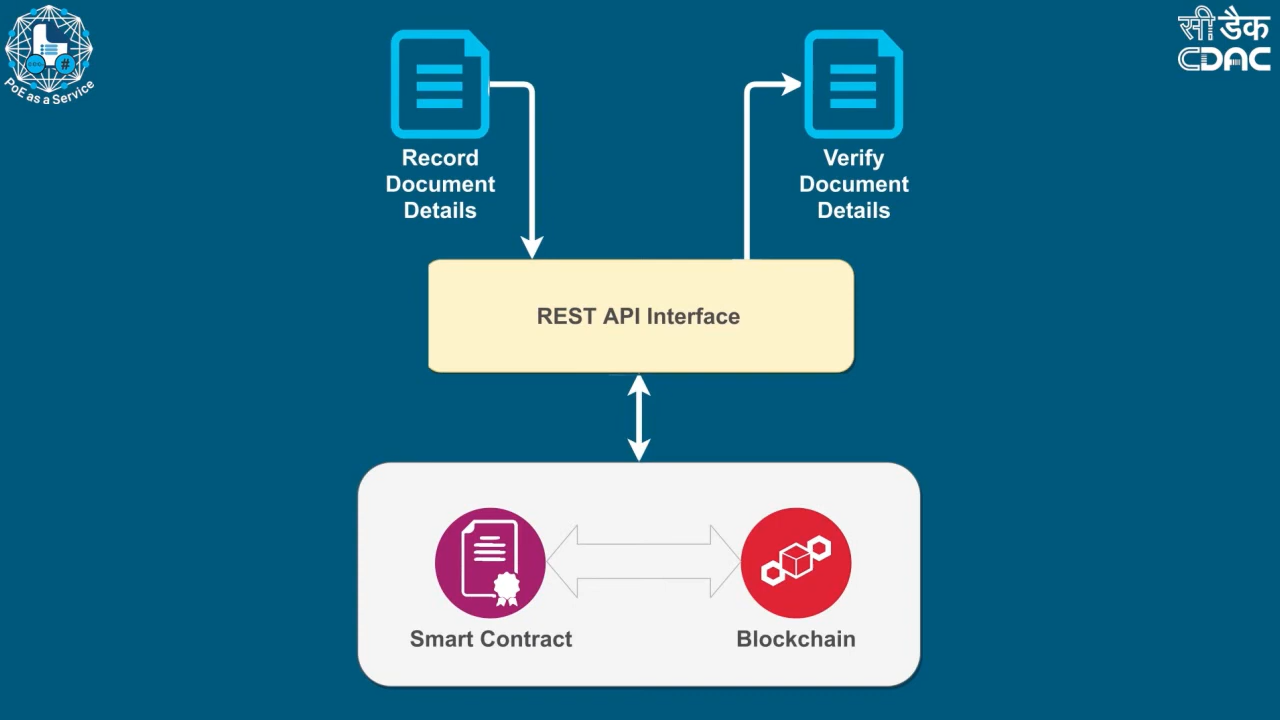 PoE as a Service
#
सी डैक
CDAC
Record
Document
Details
Verify
Document
Details
REST API Interface
Smart Contract
Blockchain